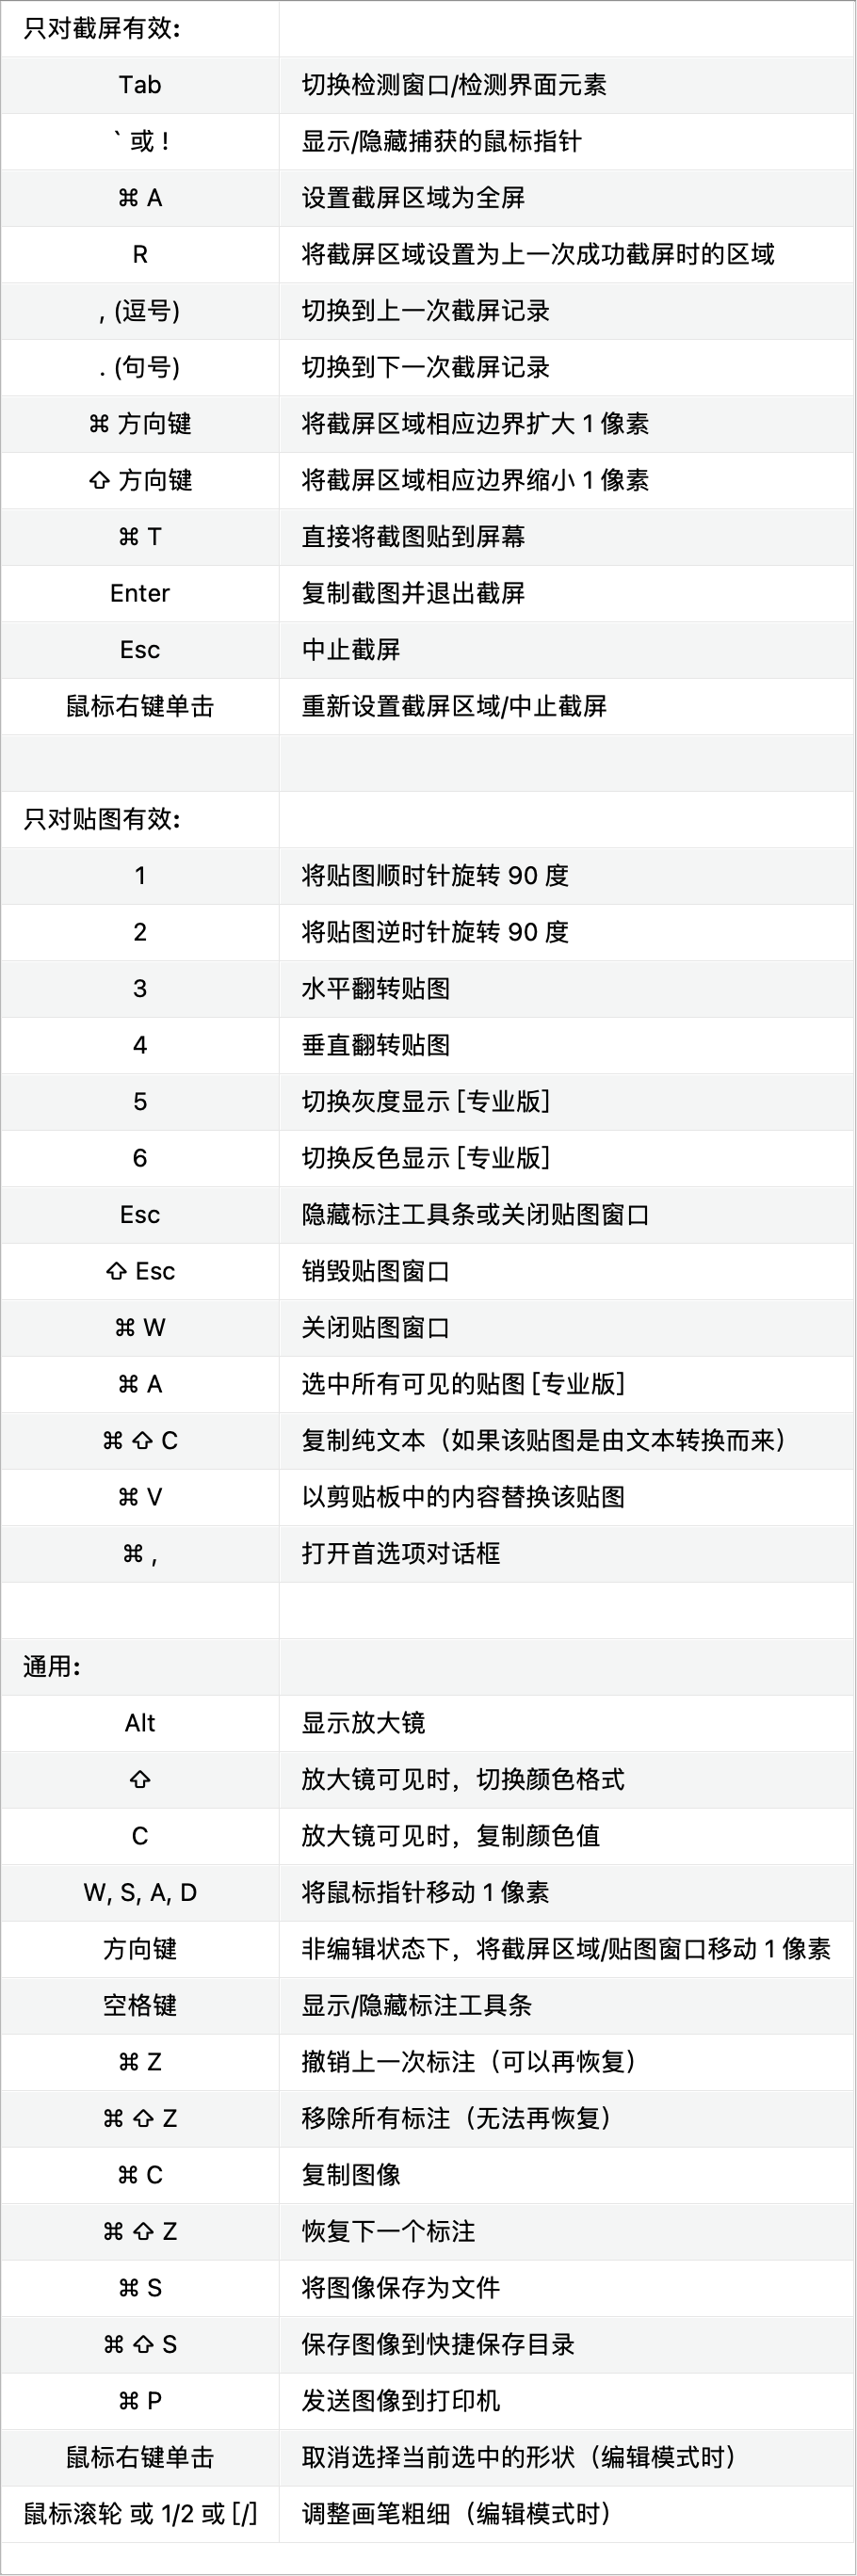 只对截屏有效:
Tab 切换检测窗口/检测界面元素
` 或 ! 显示/隐藏捕获的鼠标指针
⌘ A 设置截屏区域为全屏
R 将截屏区域设置为上一次成功截屏时的区域
, (逗号) 切换到上一次截屏记录
. (句号) 切换到下一次截屏记录
⌘ 方向键 将截屏区域相应边界扩大 1 像素
⇧ 方向键 将截屏区域相应边界缩小 1 像素
⌘ T 直接将截图贴到屏幕
Enter 复制截图并退出截屏
Esc 中止截屏
鼠标右键单击 重新设置截屏区域/中止截屏
只对贴图有效:
1 将贴图顺时针旋转 90 度
2 将贴图逆时针旋转 90 度
3 水平翻转贴图
4 垂直翻转贴图
5 切换灰度显示 [专业版]
6 切换反色显示 [专业版]
Esc 隐藏标注工具条或关闭贴图窗口
⇧ Esc 销毁贴图窗口
⌘ W 关闭贴图窗口
⌘ A 选中所有可见的贴图 [专业版]
⌘ ⇧ C 复制纯文本（如果该贴图是由文本转换而来）
⌘ V 以剪贴板中的内容替换该贴图
⌘ , 打开首选项对话框
通用:
Alt 显示放大镜
⇧ 放大镜可见时，切换颜色格式
C 放大镜可见时，复制颜色值
W, S, A, D 将鼠标指针移动 1 像素
方向键 非编辑状态下，将截屏区域/贴图窗口移动 1 像素
空格键 显示/隐藏标注工具条
⌘ Z 撤销上一次标注（可以再恢复）
⌘ ⇧ Z 移除所有标注（无法再恢复）
⌘ C 复制图像
⌘ ⇧ Z 恢复下一个标注
⌘ S 将图像保存为文件
⌘ ⇧ S 保存图像到快捷保存目录
⌘ P 发送图像到打印机
鼠标右键单击 取消选择当前选中的形状（编辑模式时）
鼠标滚轮 或 1/2 或 [/] 调整画笔粗细（编辑模式时）